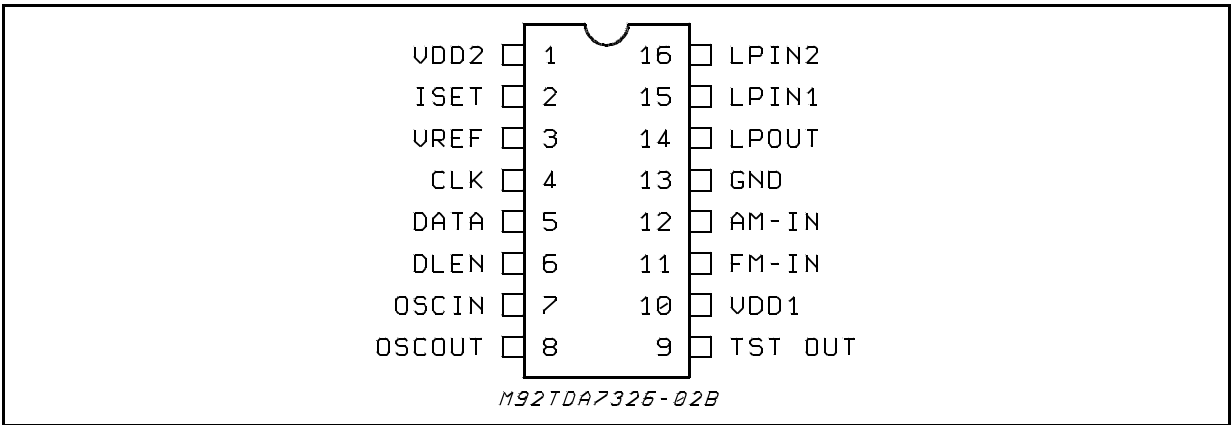 VDD2 1 16 LPIN2
ISET 2 15 LPIN1
VREF 3 14 LPOUT
CLK 4 13 GND
DATA 5 12 AM-IN
DLEN 6 11 FM-IN
OSCIN 7 10 VDD1
OSCOUT 8 9 TST OUT
M92TDA7326-02B